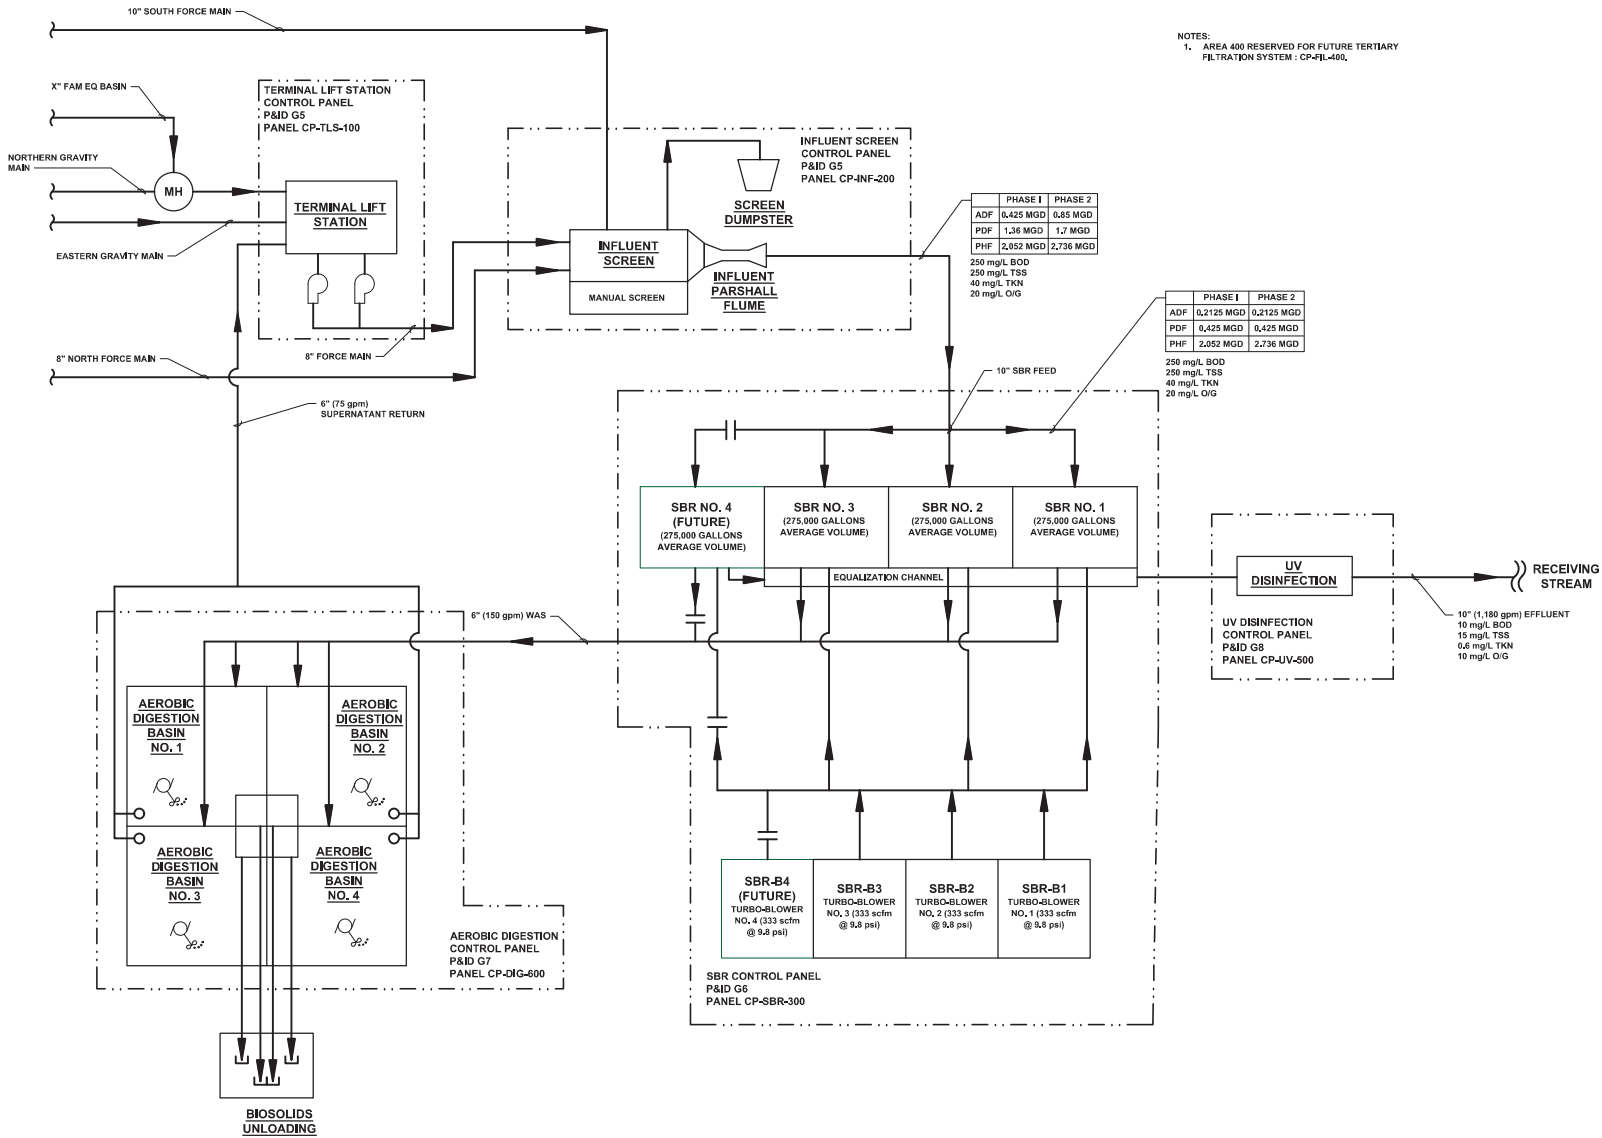 10" SOUTH FORCE MAIN
NOTES:
1. AREA 400 RESERVED FOR FUTURE TERTIARY
FILTRATION SYSTEM : CP-FIL-400.
X" FAM EQ BASIN
TERMINAL LIFT STATION
CONTROL PANEL
P&ID G5
PANEL CP-TLS-100
NORTHERN GRAVITY
MAIN
MH
TERMINAL LIFT
STATION
EASTERN GRAVITY MAIN
8" FORCE MAIN
8" NORTH FORCE MAIN
6" (75 gpm)
SUPERNATANT RETURN
INFLUENT SCREEN
CONTROL PANEL
P&ID G5
PANEL CP-INF-200
SCREEN
DUMPSTER
INFLUENT
SCREEN
MANUAL SCREEN
INFLUENT
PARSHALL
FLUME
PHASE I PHASE 2
ADF 0.425 MGD 0.85 MGD
PDF 1.36 MGD 1.7 MGD
PHF 2.052 MGD 2.736 MGD
250 mg/L BOD
250 mg/L TSS
40 mg/L TKN
20 mg/L O/G
PHASE I PHASE 2
ADF 0.2125 MGD 0.2125 MGD
PDF 0.425 MGD 0.425 MGD
PHF 2.052 MGD 2.736 MGD
250 mg/L BOD
250 mg/L TSS
40 mg/L TKN
20 mg/L O/G
10" SBR FEED
SBR NO. 4
(FUTURE)
(275,000 GALLONS
AVERAGE VOLUME)
SBR NO. 3
(275,000 GALLONS
AVERAGE VOLUME)
SBR NO. 2
(275,000 GALLONS
AVERAGE VOLUME)
SBR NO. 1
(275,000 GALLONS
AVERAGE VOLUME)
EQUALIZATION CHANNEL
UV
DISINFECTION
RECEIVING
STREAM
UV DISINFECTION
CONTROL PANEL
P&ID G8
PANEL CP-UV-500
10" (1,180 gpm) EFFLUENT
10 mg/L BOD
15 mg/L TSS
0.6 mg/L TKN
10 mg/L O/G
6" (150 gpm) WAS
AEROBIC
DIGESTION
BASIN
NO. 1
AEROBIC
DIGESTION
BASIN
NO. 2
AEROBIC
DIGESTION
BASIN
NO. 3
AEROBIC
DIGESTION
BASIN
NO. 4
AEROBIC DIGESTION
CONTROL PANEL
P&ID G7
PANEL CP-DIG-600
SBR-B4
(FUTURE)
TURBO-BLOWER
NO. 4 (333 scfm
@ 9.8 psi)
SBR-B3
TURBO-BLOWER
NO. 3 (333 scfm
@ 9.8 psi)
SBR-B2
TURBO-BLOWER
NO. 2 (333 scfm
@ 9.8 psi)
SBR-B1
TURBO-BLOWER
NO. 1 (333 scfm
@ 9.8 psi)
SBR CONTROL PANEL
P&ID G6
PANEL CP-SBR-300
BIOSOLIDS
UNLOADING